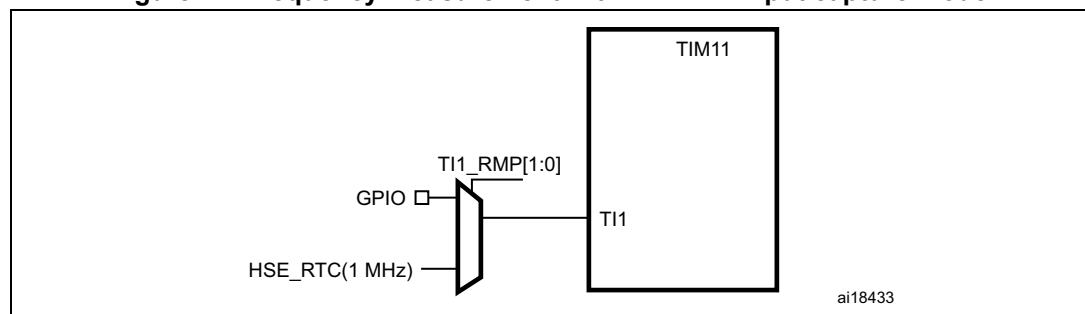 TIM11
TI1_RMP[1:0]
GPIO
TI1
HSE_RTC(1 MHz)
ai18433